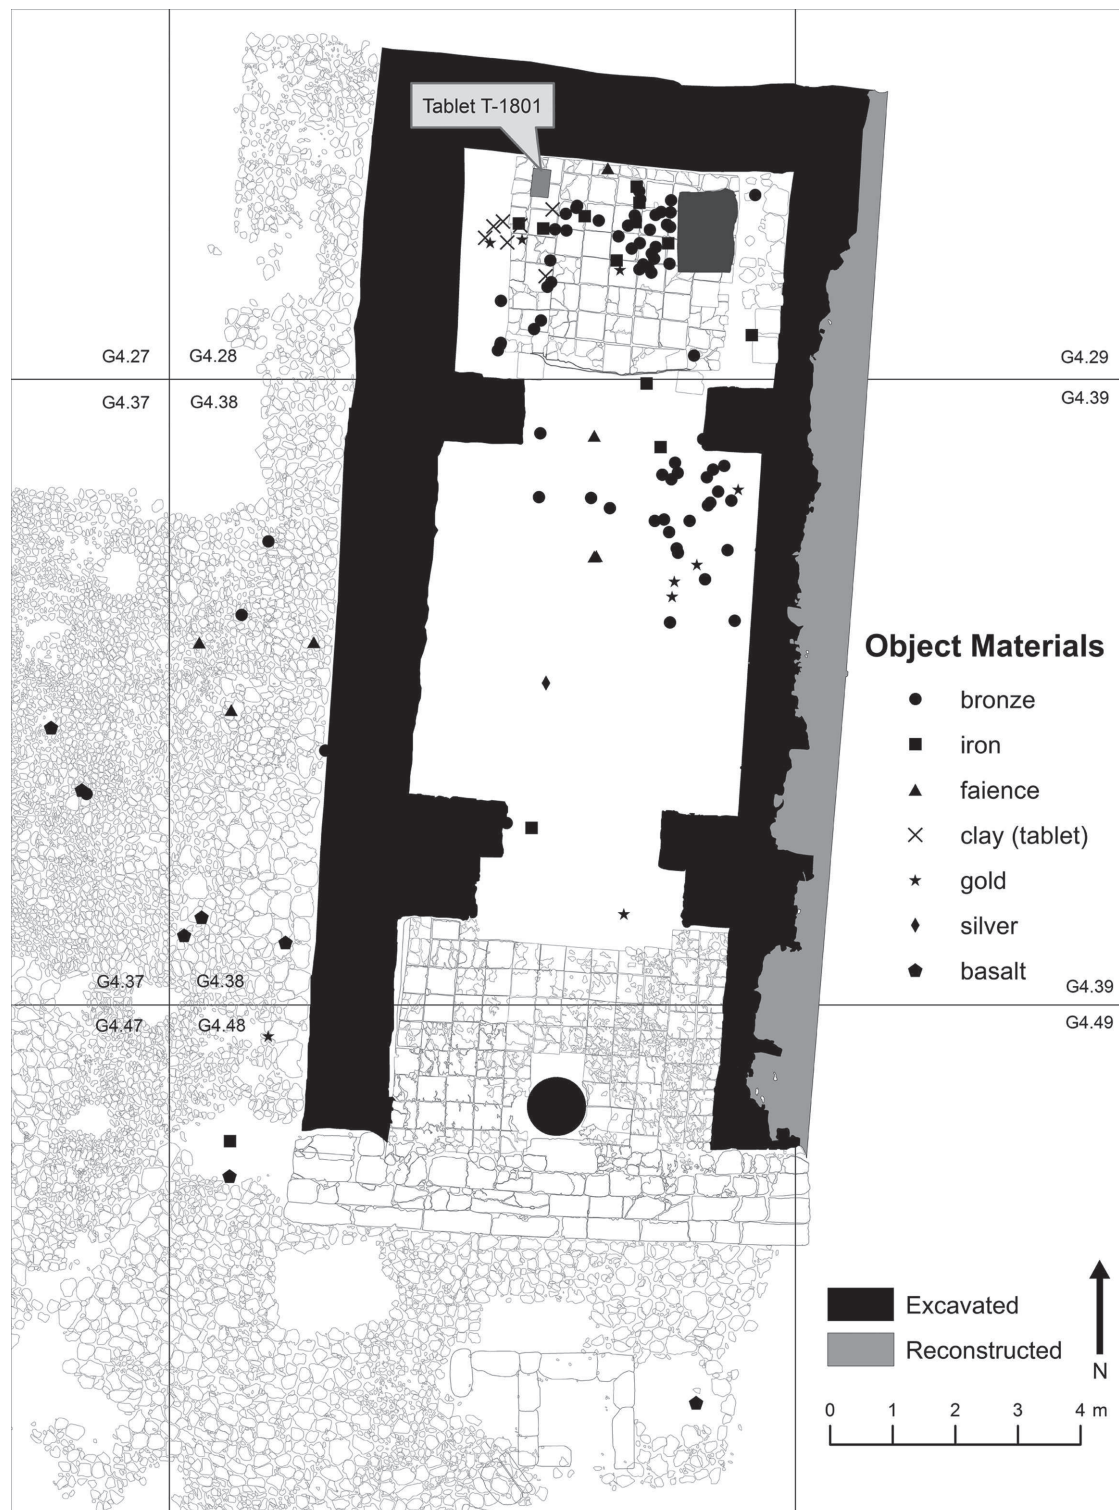 Tablet T-1801
G4.27 G4.28 G4.29
G4.37 G4.38 G4.39
Object Materials
bronze
iron
faience
clay (tablet)
gold
silver
basalt
G4.37 G4.38 G4.39
G4.47 G4.48 G4.49
Excavated
Reconstructed
N
0 1 2 3 4 m